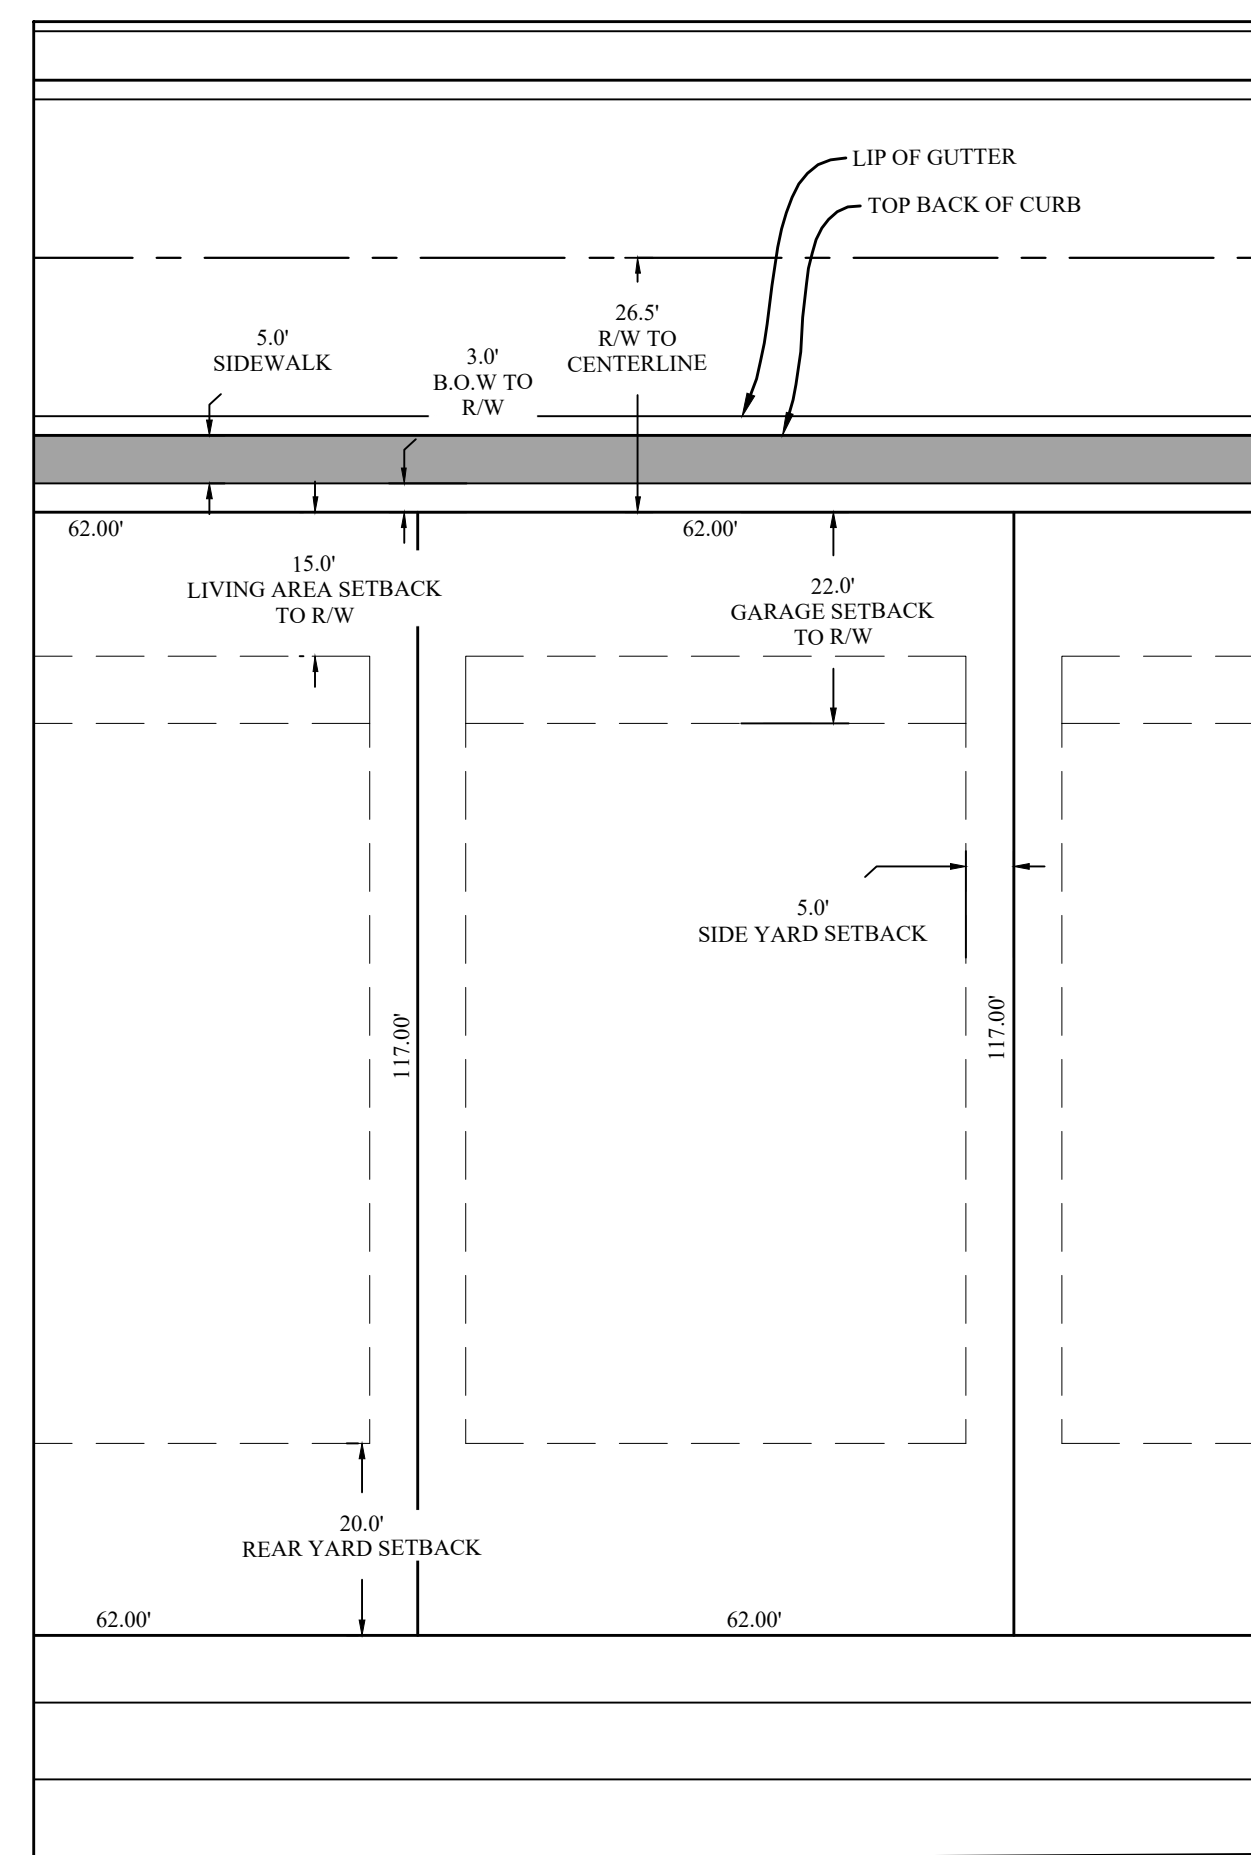 LIP OF GUTTER
TOP BACK OF CURB
26.5'
R/W TO
CENTERLINE
5.0'
SIDEWALK
3.0'
B.O.W TO
R/W
62.00'
62.00'
15.0'
LIVING AREA SETBACK
TO R/W
22.0'
GARAGE SETBACK
TO R/W
5.0'
SIDE YARD SETBACK
117.00'
117.00'
20.0'
REAR YARD SETBACK
62.00'
62.00'